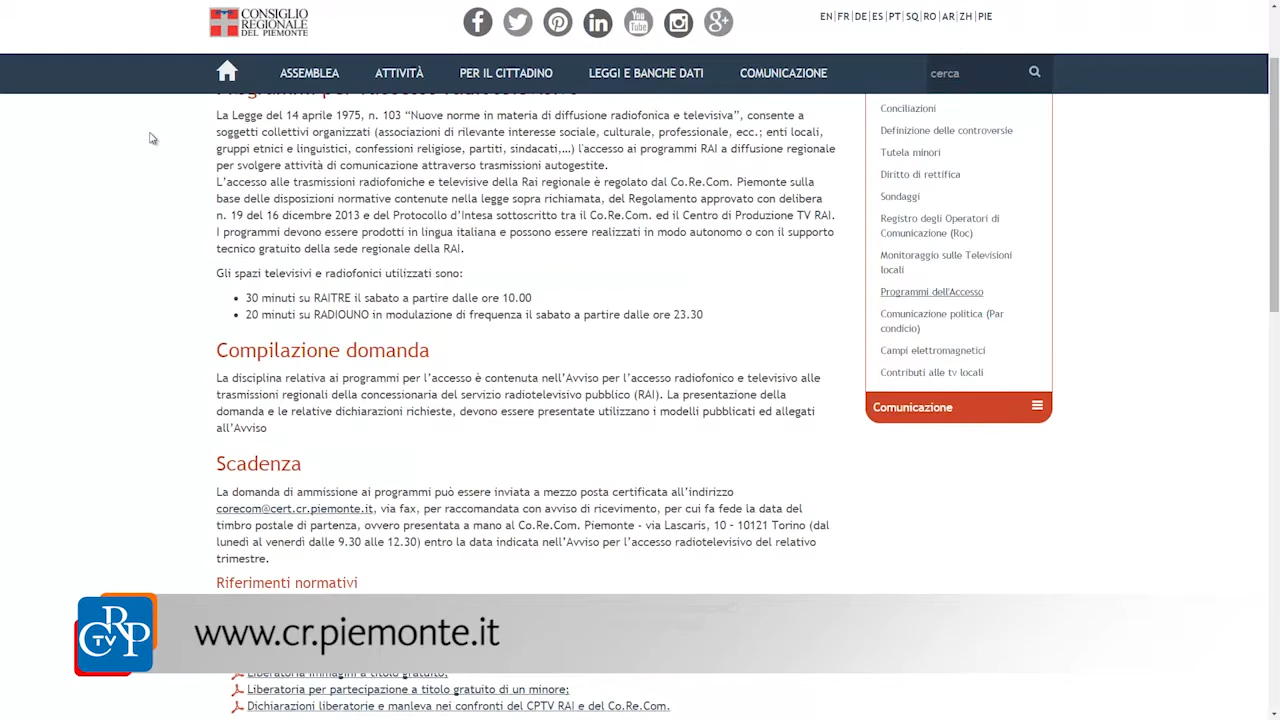 CONSIGLIO
REGIONALE
DEL PIEMONTE
You
Tube
EN|FR|DE|ES|PT|SQ|RO|AR|ZH|PIE
ASSEMBLEA ATTIVITÀ PER IL CITTADINO LEGGI E BANCHE DATI COMUNICAZIONE cerca
La Legge del 14 aprile 1975, n. 103 “Nuove norme in materia di diffusione radiofonica e televisiva”, consente a
soggetti collettivi organizzati (associazioni di rilevante interesse sociale, culturale, professionale, ecc.; enti locali,
gruppi etnici e linguistici, confessioni religiose, partiti, sindacati,…) l'accesso ai programmi RAI a diffusione regionale
per svolgere attività di comunicazione attraverso trasmissioni autogestite.
L’accesso alle trasmissioni radiofoniche e televisive della Rai regionale è regolato dal Co.Re.Com. Piemonte sulla
base delle disposizioni normative contenute nella legge sopra richiamata, del Regolamento approvato con delibera
n. 19 del 16 dicembre 2013 e del Protocollo d’Intesa sottoscritto tra il Co.Re.Com. ed il Centro di Produzione TV RAI.
I programmi devono essere prodotti in lingua italiana e possono essere realizzati in modo autonomo o con il supporto
tecnico gratuito della sede regionale della RAI.
Gli spazi televisivi e radiofonici utilizzati sono:
• 30 minuti su RAITRE il sabato a partire dalle ore 10.00
• 20 minuti su RADIOUNO in modulazione di frequenza il sabato a partire dalle ore 23.30
Compilazione domanda
La disciplina relativa ai programmi per l’accesso è contenuta nell’Avviso per l’accesso radiofonico e televisivo alle
trasmissioni regionali della concessionaria del servizio radiotelevisivo pubblico (RAI). La presentazione della
domanda e le relative dichiarazioni richieste, devono essere presentate utilizzano i modelli pubblicati ed allegati
all’Avviso
Scadenza
La domanda di ammissione ai programmi può essere inviata a mezzo posta certificata all’indirizzo
corecom@cert.cr.piemonte.it, via fax, per raccomandata con avviso di ricevimento, per cui fa fede la data del
timbro postale di partenza, ovvero presentata a mano al Co.Re.Com. Piemonte - via Lascaris, 10 – 10121 Torino (dal
lunedì al venerdì dalle 9.30 alle 12.30) entro la data indicata nell’Avviso per l’accesso radiotelevisivo del relativo
trimestre.
Riferimenti normativi
Conciliazioni
Definizione delle controversie
Tutela minori
Diritto di rettifica
Sondaggi
Registro degli Operatori di
Comunicazione (Roc)
Monitoraggio sulle Televisioni
locali
Programmi dell'Accesso
Comunicazione politica (Par
condicio)
Campi elettromagnetici
Contributi alle tv locali
Comunicazione
CRP TV
www.cr.piemonte.it
Liberatoria immagini a titolo gratuito;
Liberatoria per partecipazione a titolo gratuito di un minore;
Dichiarazioni liberatorie e manleva nei confronti del CPTV RAI e del Co.Re.Com.